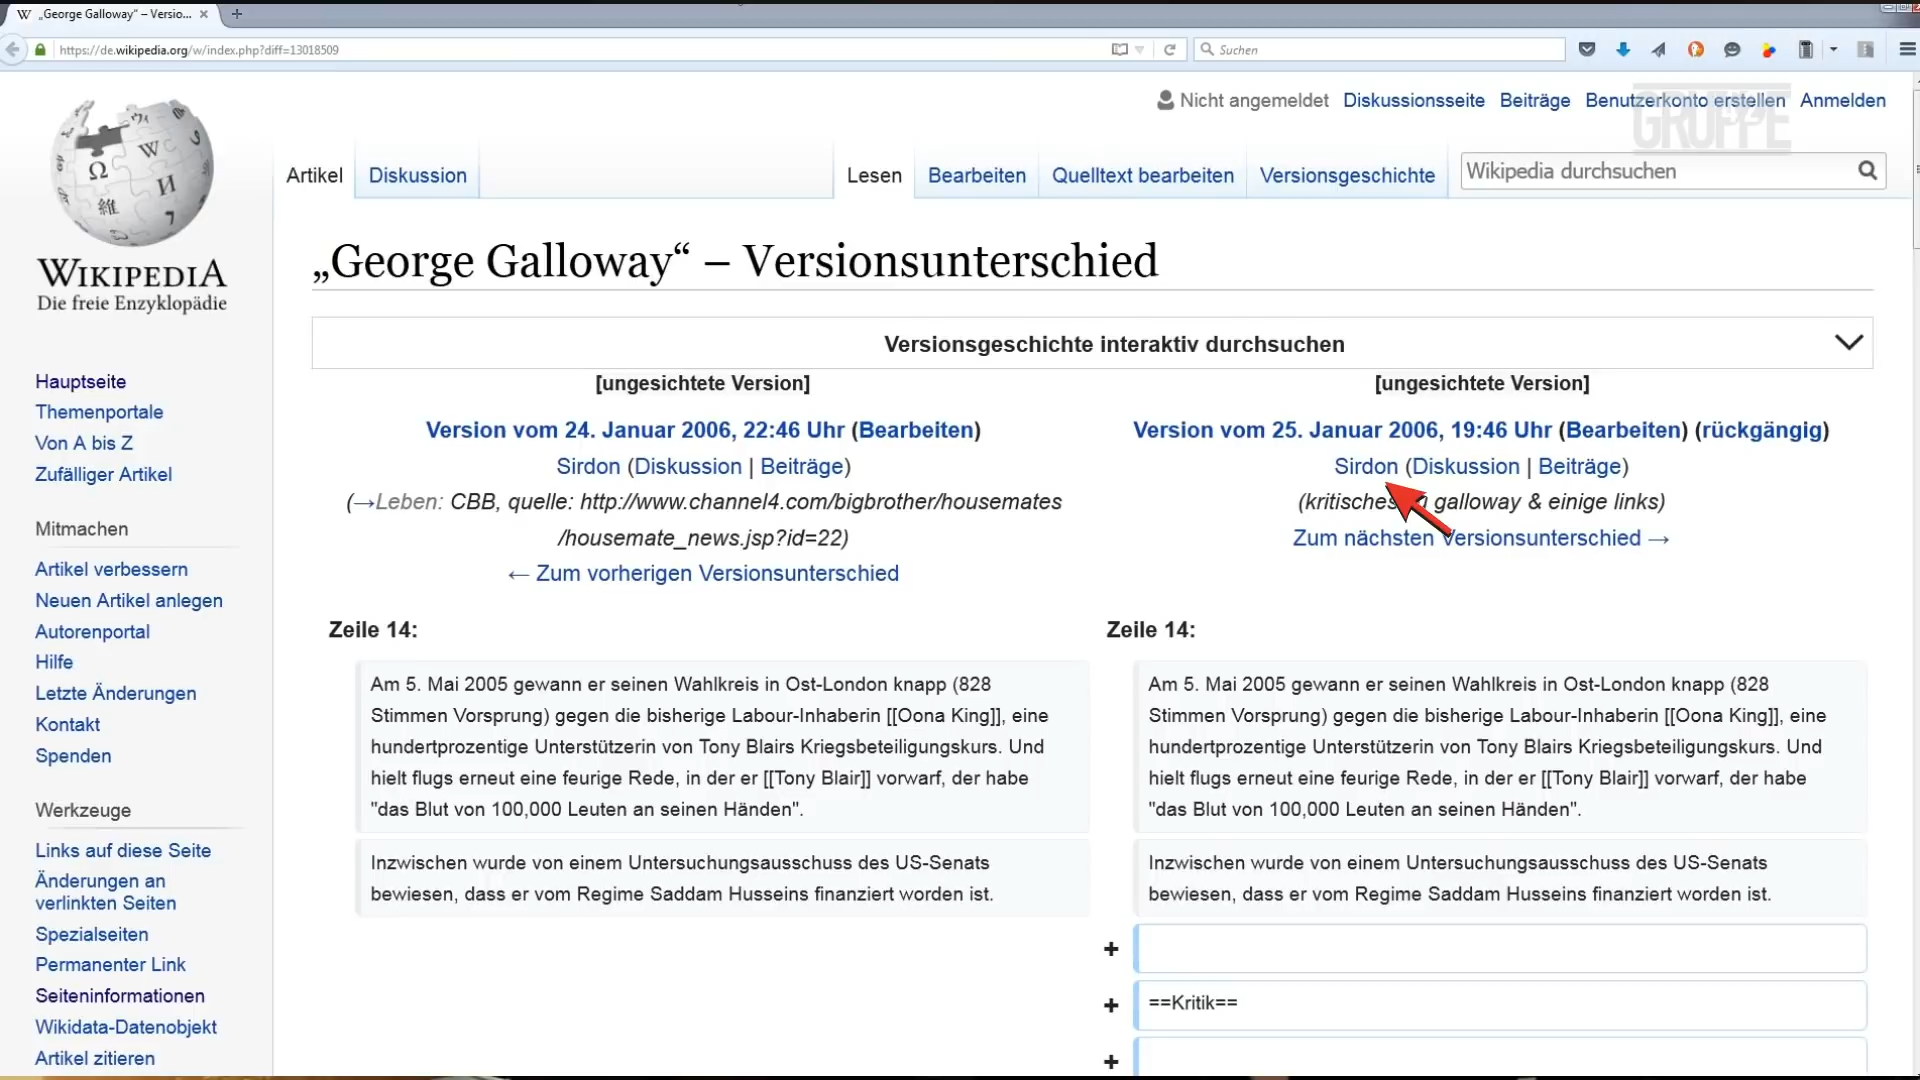 „George Galloway“ – Versio...
https://de.wikipedia.org/w/index.php?diff=13018509
Suchen
GRUPPE
Nicht angemeldet Diskussionsseite Beiträge Benutzerkonto erstellen Anmelden
Artikel Diskussion Lesen Bearbeiten Quelltext bearbeiten Versionsgeschichte Wikipedia durchsuchen
WIKIPEDIA
Die freie Enzyklopädie
Hauptseite
Themenportale
Von A bis Z
Zufälliger Artikel
Mitmachen
Artikel verbessern
Neuen Artikel anlegen
Autorenportal
Hilfe
Letzte Änderungen
Kontakt
Spenden
Werkzeuge
Links auf diese Seite
Änderungen an
verlinkten Seiten
Spezialseiten
Permanenter Link
Seiteninformationen
Wikidata-Datenobjekt
Artikel zitieren
„George Galloway“ – Versionsunterschied
Versionsgeschichte interaktiv durchsuchen
[ungesichtete Version]
Version vom 24. Januar 2006, 22:46 Uhr (Bearbeiten)
Sirdon (Diskussion | Beiträge)
(→Leben: CBB, quelle: http://www.channel4.com/bigbrother/housemates
/housemate_news.jsp?id=22)
← Zum vorherigen Versionsunterschied
[ungesichtete Version]
Version vom 25. Januar 2006, 19:46 Uhr (Bearbeiten) (rückgängig)
Sirdon (Diskussion | Beiträge)
(kritisches galloway & einige links)
Zum nächsten Versionsunterschied →
Zeile 14:
Am 5. Mai 2005 gewann er seinen Wahlkreis in Ost-London knapp (828
Stimmen Vorsprung) gegen die bisherige Labour-Inhaberin [[Oona King]], eine
hundertprozentige Unterstützerin von Tony Blairs Kriegsbeteiligungskurs. Und
hielt flugs erneut eine feurige Rede, in der er [[Tony Blair]] vorwarf, der habe
"das Blut von 100,000 Leuten an seinen Händen".
Inzwischen wurde von einem Untersuchungsausschuss des US-Senats
bewiesen, dass er vom Regime Saddam Husseins finanziert worden ist.
Zeile 14:
Am 5. Mai 2005 gewann er seinen Wahlkreis in Ost-London knapp (828
Stimmen Vorsprung) gegen die bisherige Labour-Inhaberin [[Oona King]], eine
hundertprozentige Unterstützerin von Tony Blairs Kriegsbeteiligungskurs. Und
hielt flugs erneut eine feurige Rede, in der er [[Tony Blair]] vorwarf, der habe
"das Blut von 100,000 Leuten an seinen Händen".
Inzwischen wurde von einem Untersuchungsausschuss des US-Senats
bewiesen, dass er vom Regime Saddam Husseins finanziert worden ist.
+
+ ==Kritik==
+